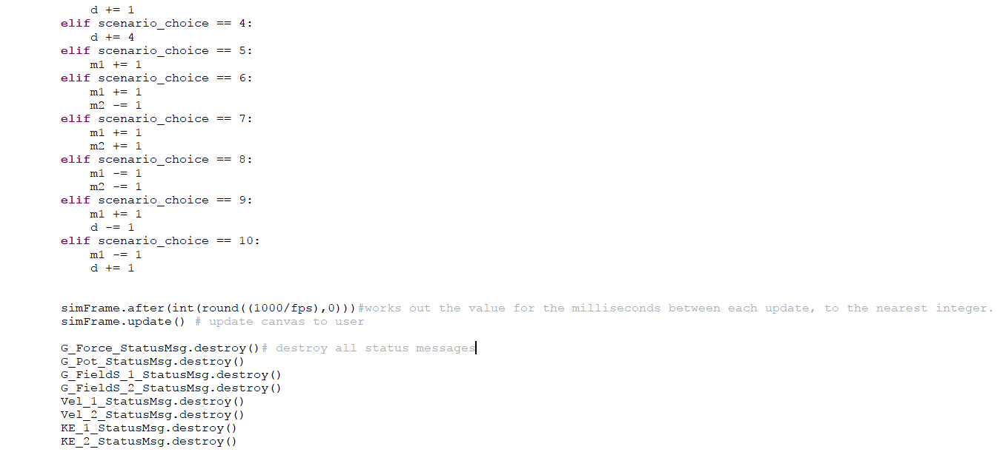 d += 1
elif scenario_choice == 4:
d += 4
elif scenario_choice == 5:
m1 += 1
elif scenario_choice == 6:
m1 += 1
m2 -= 1
elif scenario_choice == 7:
m1 += 1
m2 += 1
elif scenario_choice == 8:
m1 -= 1
m2 -= 1
elif scenario_choice == 9:
m1 += 1
d -= 1
elif scenario_choice == 10:
m1 -= 1
d += 1
simFrame.after(int(round((1000/fps),0)))#works out the value for the milliseconds between each update, to the nearest integer.
simFrame.update() # update canvas to user
G_Force_StatusMsg.destroy()# destroy all status messages
G_Pot_StatusMsg.destroy()
G_FieldS_1_StatusMsg.destroy()
G_FieldS_2_StatusMsg.destroy()
Vel_1_StatusMsg.destroy()
Vel_2_StatusMsg.destroy()
KE_1_StatusMsg.destroy()
KE_2_StatusMsg.destroy()